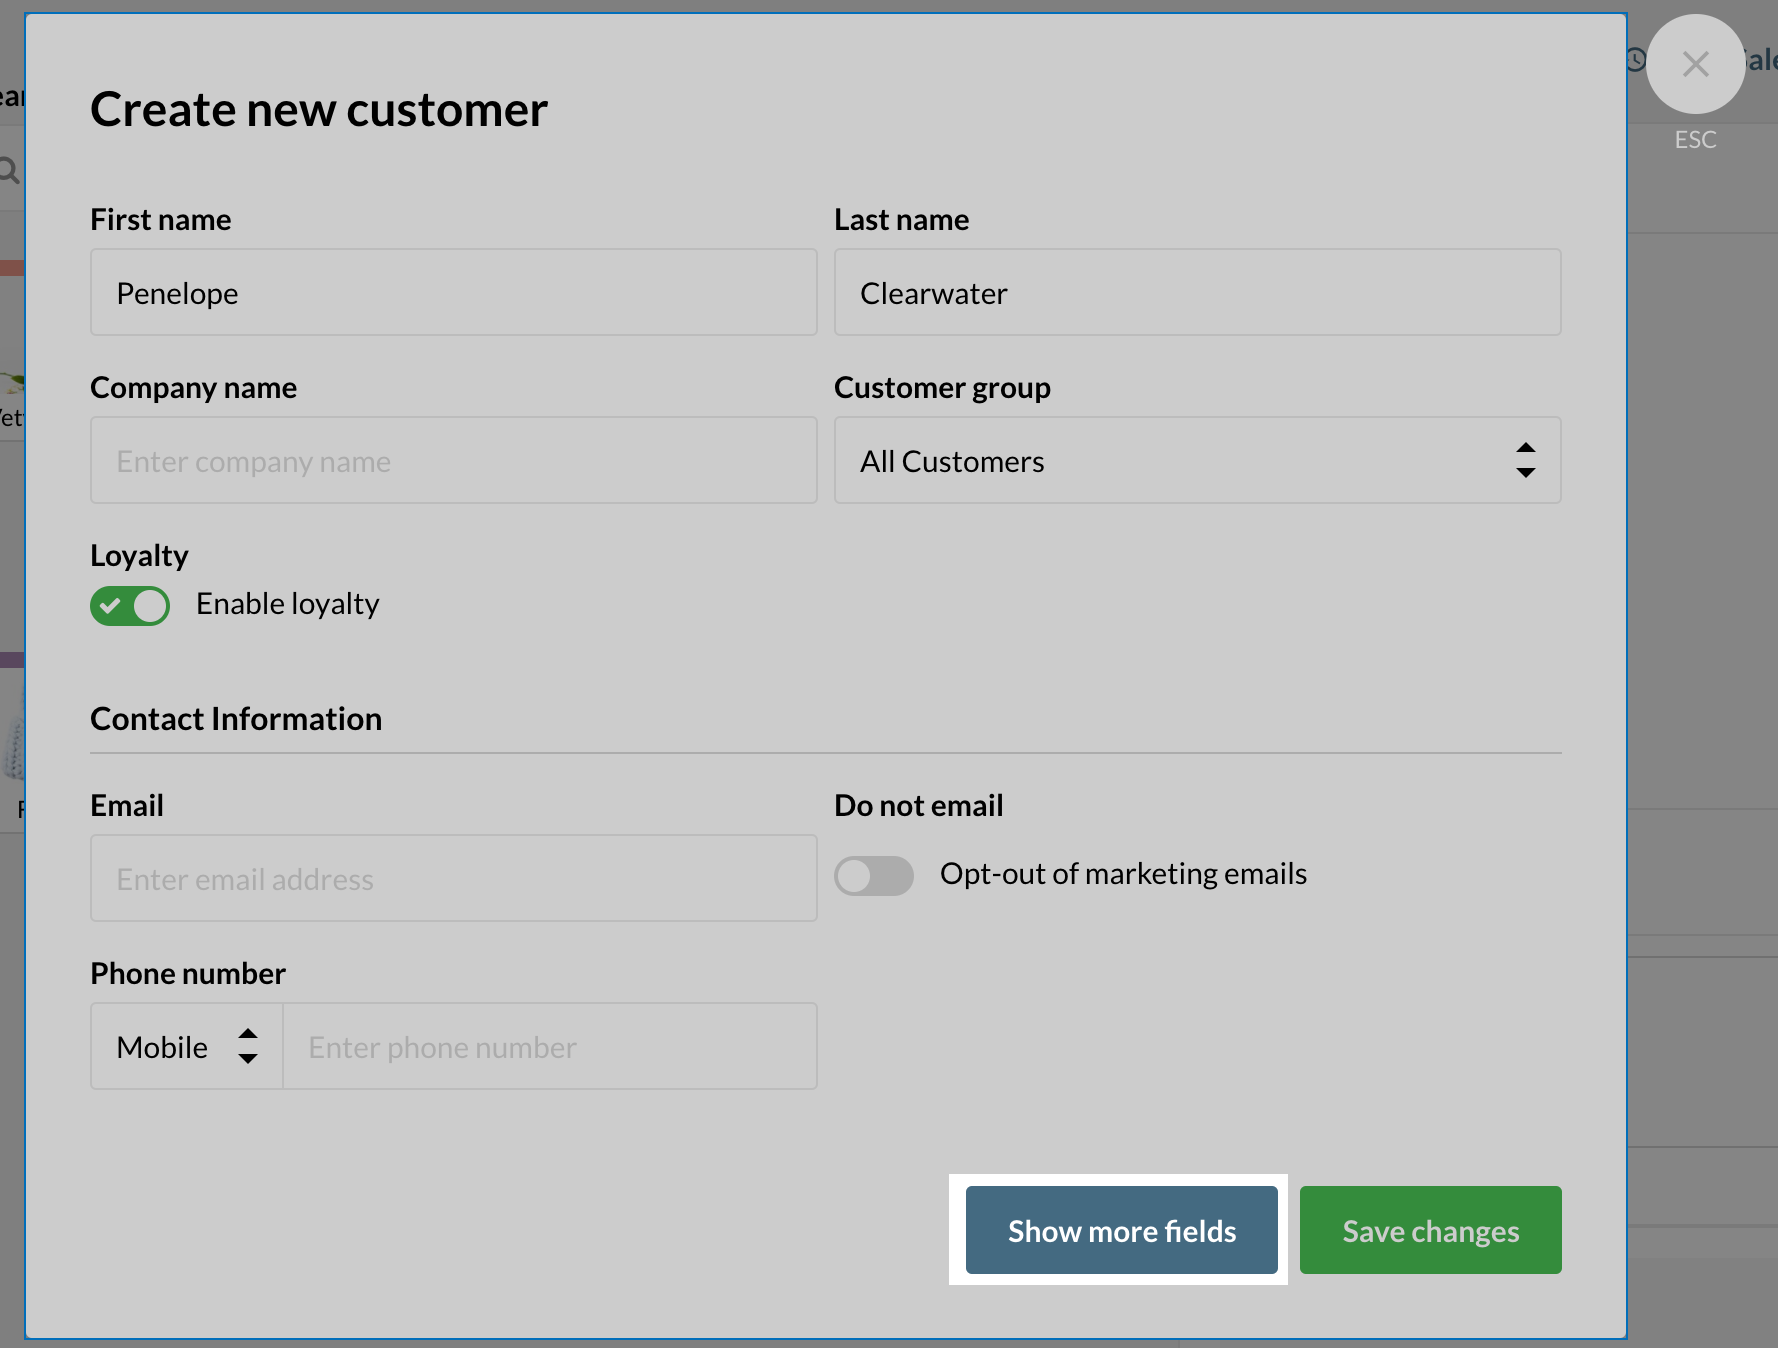 Create new customer
ESC
First name
Last name
Penelope
Clearwater
Company name
Customer group
Enter company name
All Customers
Loyalty
Enable loyalty
Contact Information
Email
Do not email
Enter email address
Opt-out of marketing emails
Phone number
Mobile
Enter phone number
Show more fields
Save changes